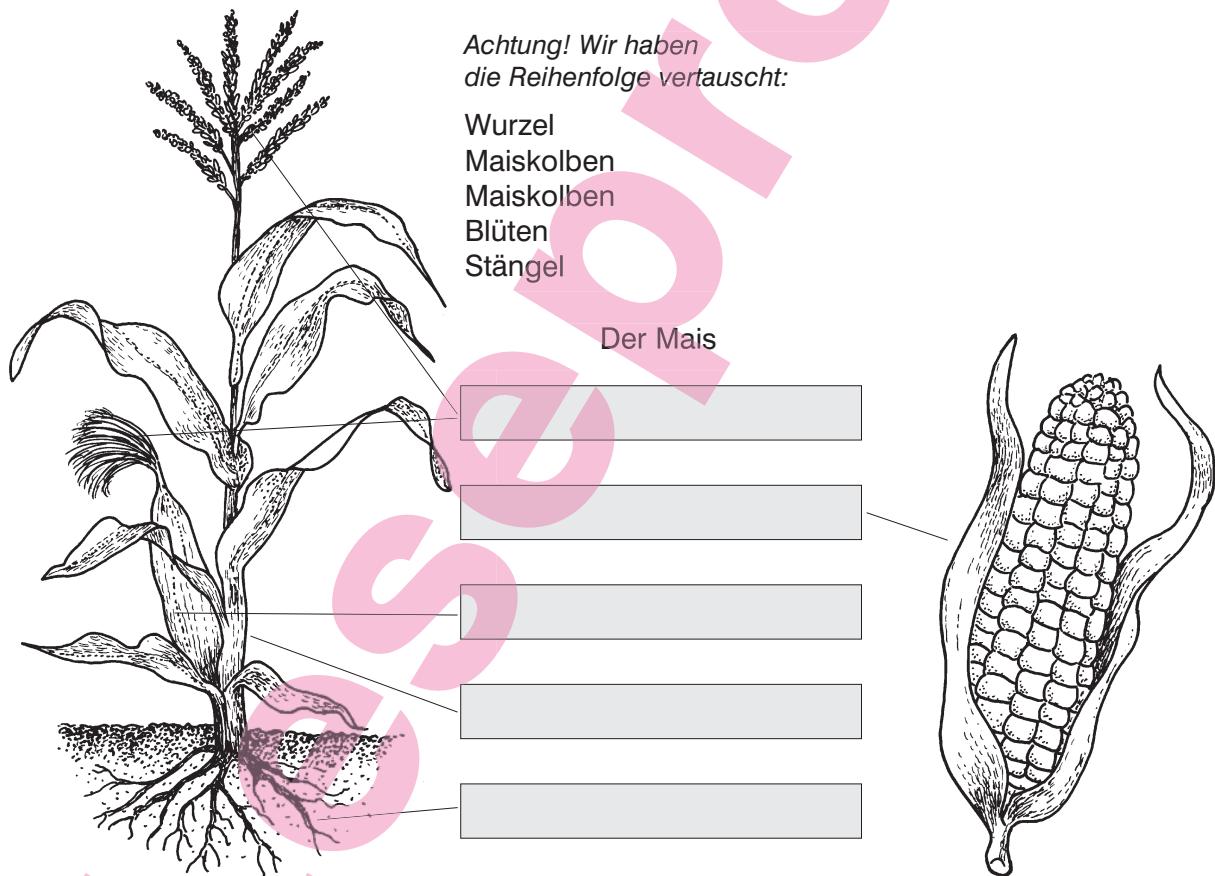 Achtung! Wir haben
die Reihenfolge vertauscht:
Wurzel
Maiskolben
Maiskolben
Blüten
Stängel
Der Mais